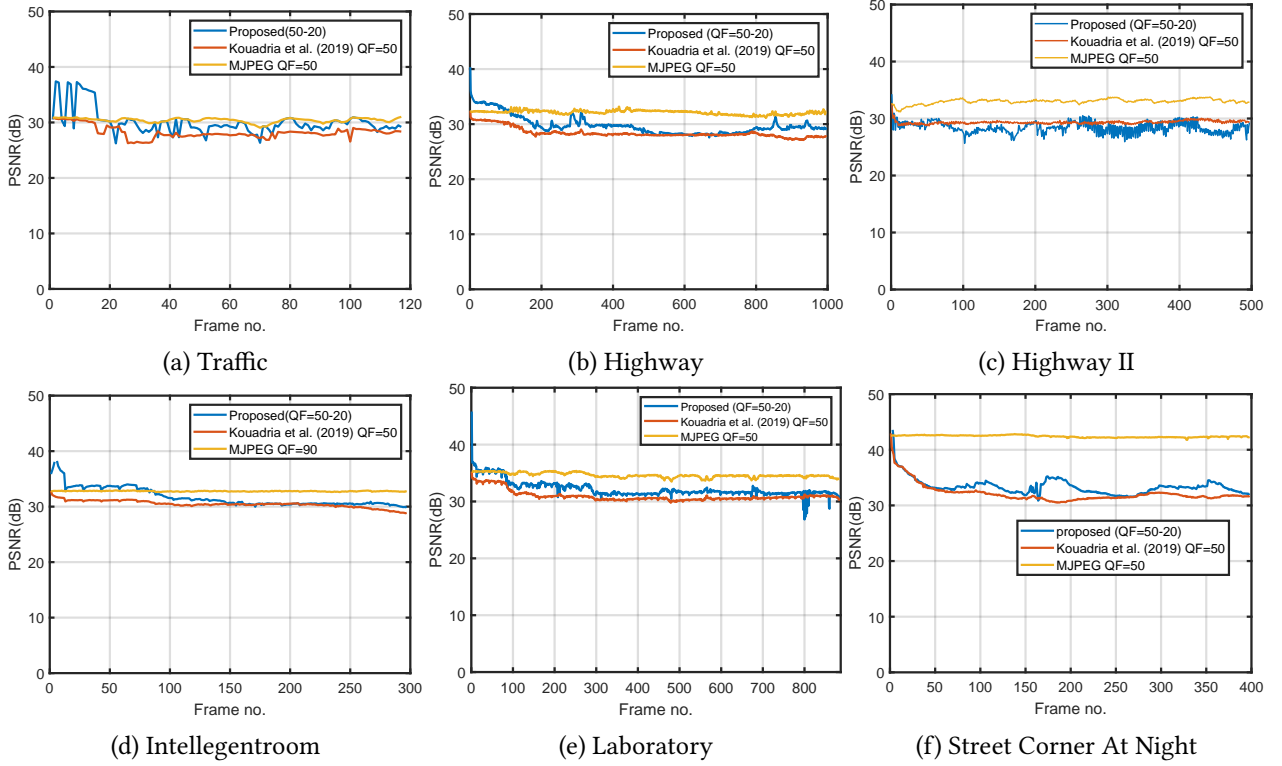 50
40
30
20
10
0
PSNR(dB)
Proposed(50-20)
Kouadria et al. (2019) QF=50
MJPEG QF=50
0 20 40 60 80 100 120
Frame no.
(a) Traffic
50
40
30
20
10
0
PSNR(dB)
Proposed (QF=50-20)
Kouadria et al. (2019) QF=50
MJPEG QF=50
0 200 400 600 800 1000
Frame no.
(b) Highway
50
40
30
20
10
0
PSNR(dB)
Proposed (QF=50-20)
Kouadria et al. (2019) QF=50
MJPEG QF=50
0 100 200 300 400 500
Frame no.
(c) Highway II
50
40
30
20
10
0
PSNR(dB)
Proposed(QF=50-20)
Kouadria et al. (2019) QF=50
MJPEG QF=90
0 50 100 150 200 250 300
Frame no.
(d) Intellegentroom
50
40
30
20
10
0
PSNR(dB)
Proposed (QF=50-20)
Kouadria et al. (2019) QF=50
MJPEG QF=50
0 100 200 300 400 500 600 700 800
Frame no.
(e) Laboratory
50
40
30
20
10
0
PSNR(dB)
proposed (QF=50-20)
Kouadria et al. (2019) QF=50
MJPEG QF=50
0 50 100 150 200 250 300 350 400
Frame no.
(f) Street Corner At Night